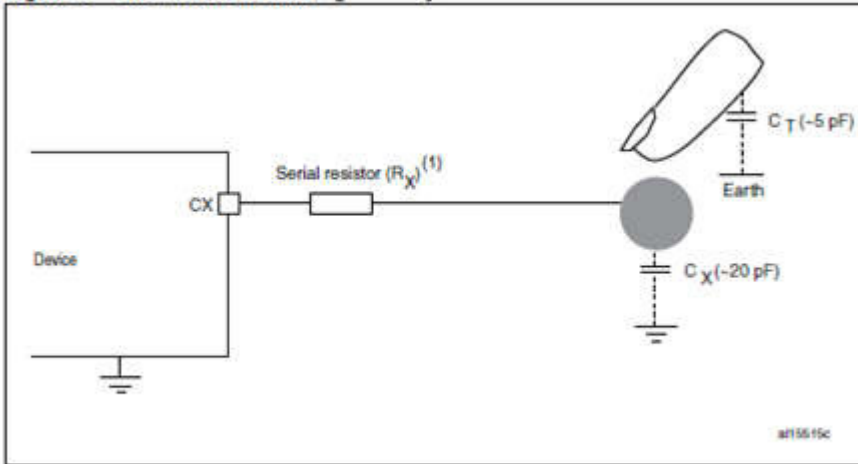 Serial resistor (RX)(1)
CX
Device
CT (~5 pF)
Earth
CX (~20 pF)
ai15515c